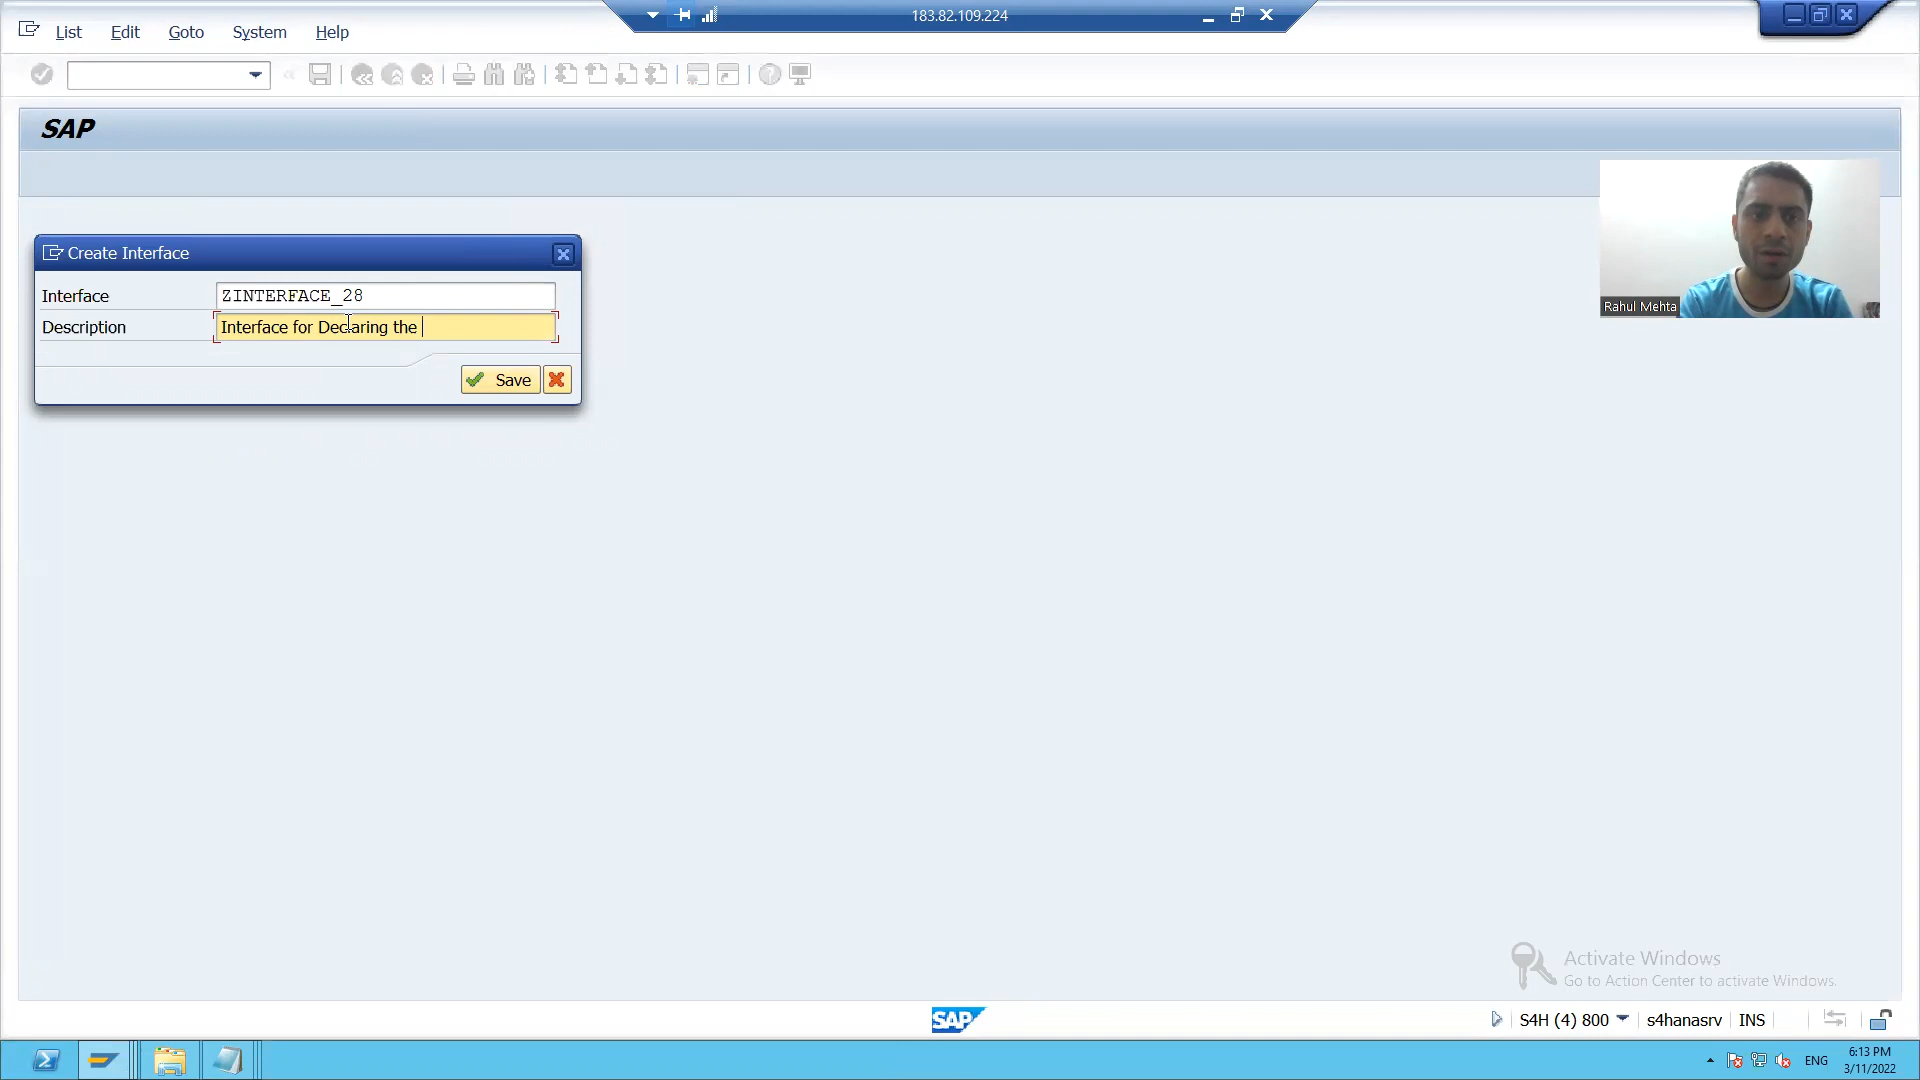 183.82.109.224
List Edit Goto System Help
SAP
Create Interface
Interface ZINTERFACE_28
Description Interface for Declaring the
Save
Rahul Mehta
Activate Windows
Go to Action Center to activate Windows.
SAP
S4H (4) 800 s4hanasrv INS
ENG 6:13 PM
3/11/2022